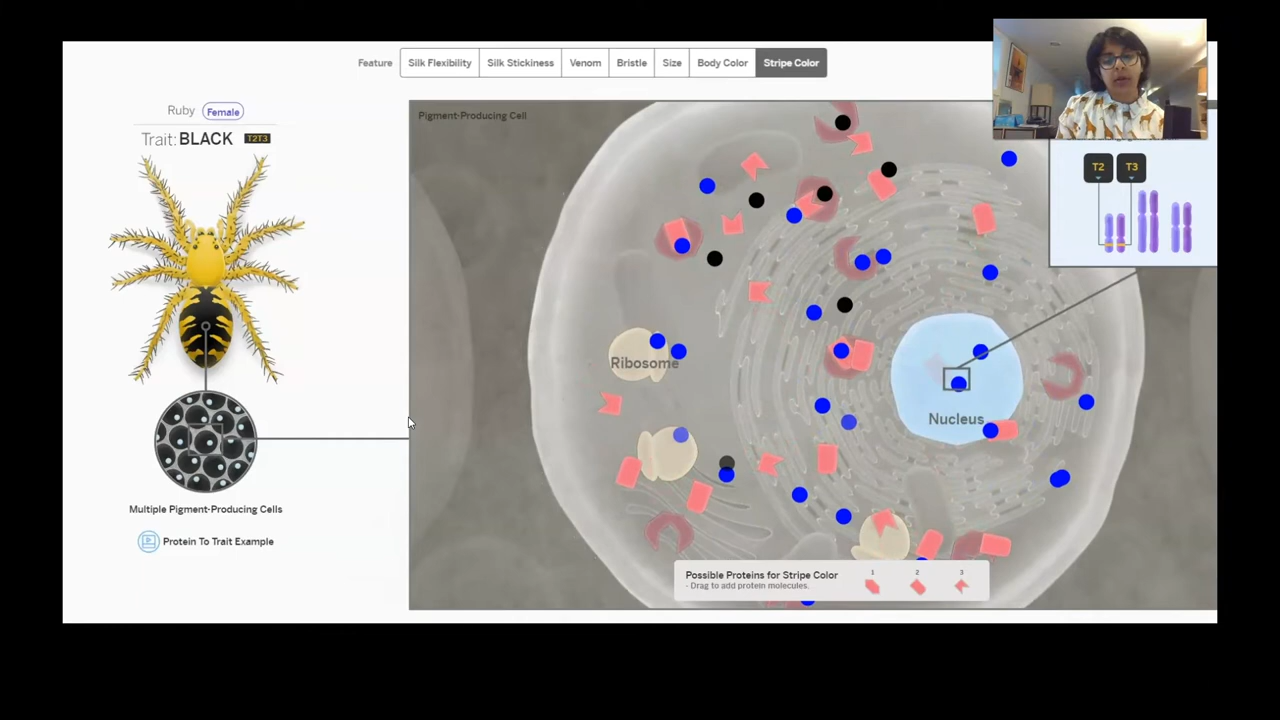 Feature Silk Flexibility Silk Stickiness Venom Bristle Size Body Color Stripe Color
Ruby Female
Trait: BLACK T2T3
Pigment-Producing Cell
T2 T3
Ribosome
Nucleus
Multiple Pigment-Producing Cells
Protein To Trait Example
Possible Proteins for Stripe Color
- Drag to add protein molecules.
1 2 3